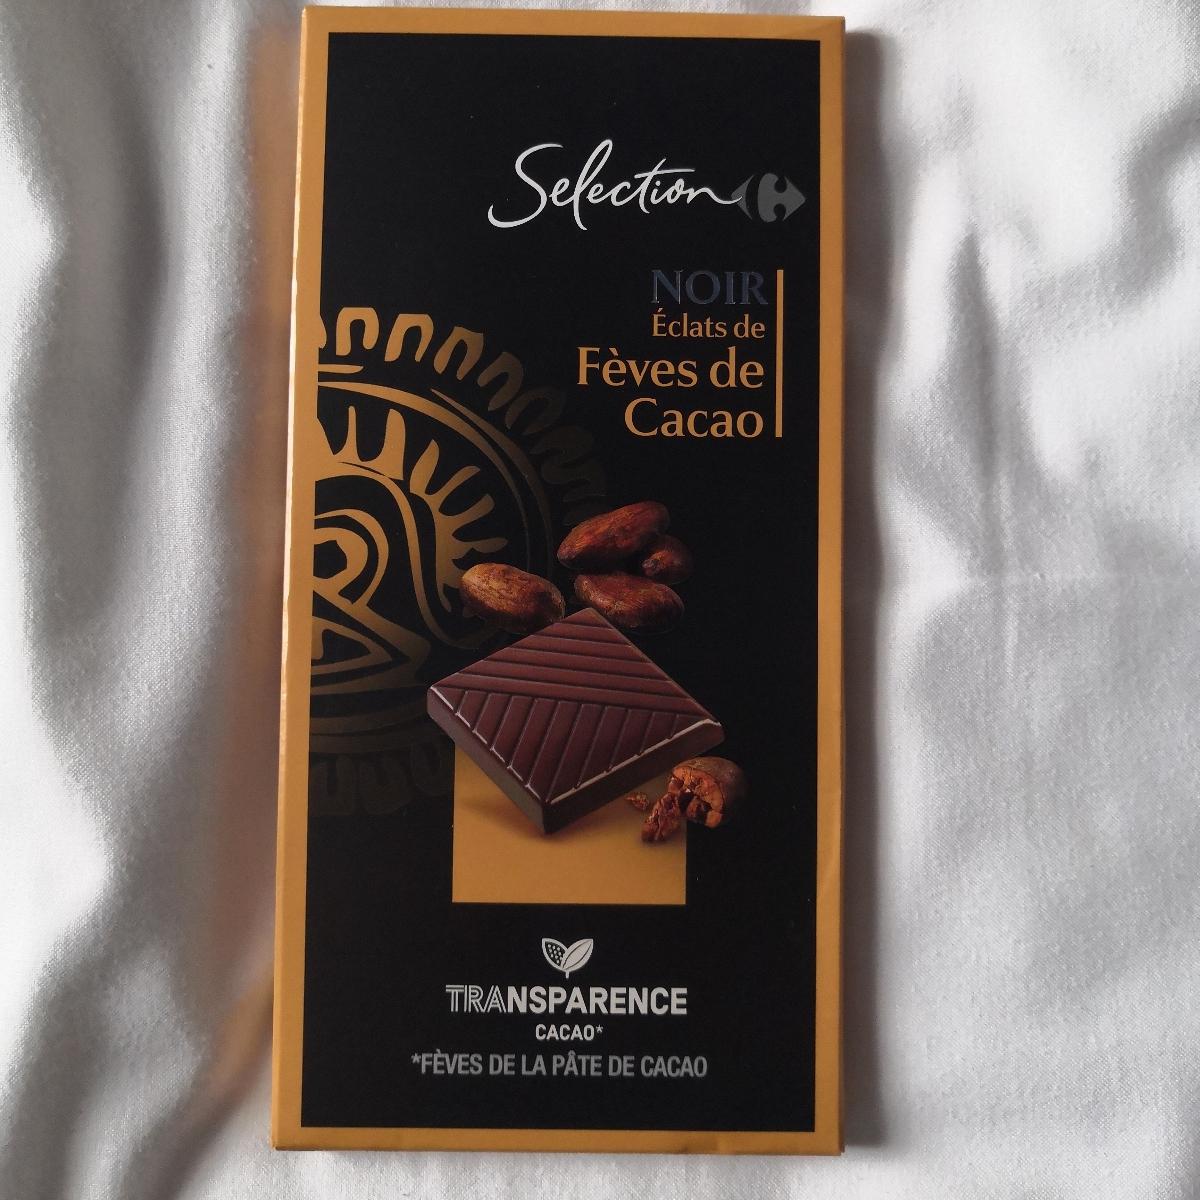 Selection
NOIR
Éclats de
Fèves de
Cacao
TRANSPARENCE
CACAO*
*FÈVES DE LA PÂTE DE CACAO